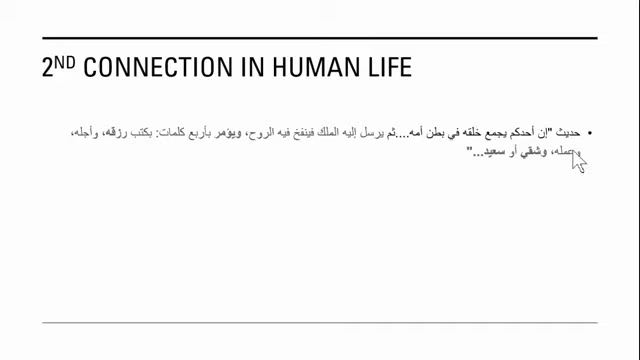 2ND CONNECTION IN HUMAN LIFE
• حديث "إن أحدكم يجمع خلقه في بطن أمه....ثم يرسل إليه الملك فينفخ فيه الروح، ويؤمر بأربع كلمات: بكتب رزقه، وأجله،
وعمله، وشقي أو سعيد..."